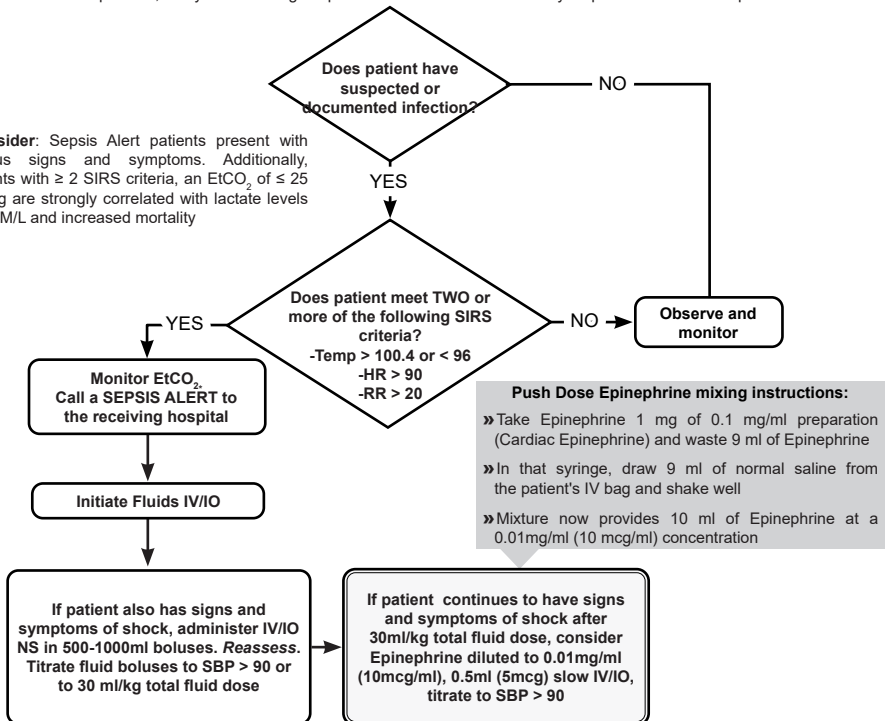 Does patient have
suspected or
documented infection?
NO
: Sepsis Alert patients present with
signs and symptoms. Additionally,
with ≥ 2 SIRS criteria, an EtCO2 of ≤ 25
are strongly correlated with lactate levels
M/L and increased mortality
YES
Does patient meet TWO or
more of the following SIRS
criteria?
-Temp > 100.4 or < 96
-HR > 90
-RR > 20
YES
NO
Observe and
monitor
Monitor EtCO2.
Call a SEPSIS ALERT to
the receiving hospital
Push Dose Epinephrine mixing instructions:
» Take Epinephrine 1 mg of 0.1 mg/ml preparation
(Cardiac Epinephrine) and waste 9 ml of Epinephrine
» In that syringe, draw 9 ml of normal saline from
the patient's IV bag and shake well
» Mixture now provides 10 ml of Epinephrine at a
0.01mg/ml (10 mcg/ml) concentration
Initiate Fluids IV/IO
If patient also has signs and
symptoms of shock, administer IV/IO
NS in 500-1000ml boluses. Reassess.
Titrate fluid boluses to SBP > 90 or
to 30 ml/kg total fluid dose
If patient continues to have signs
and symptoms of shock after
30ml/kg total fluid dose, consider
Epinephrine diluted to 0.01mg/ml
(10mcg/ml), 0.5ml (5mcg) slow IV/IO,
titrate to SBP > 90